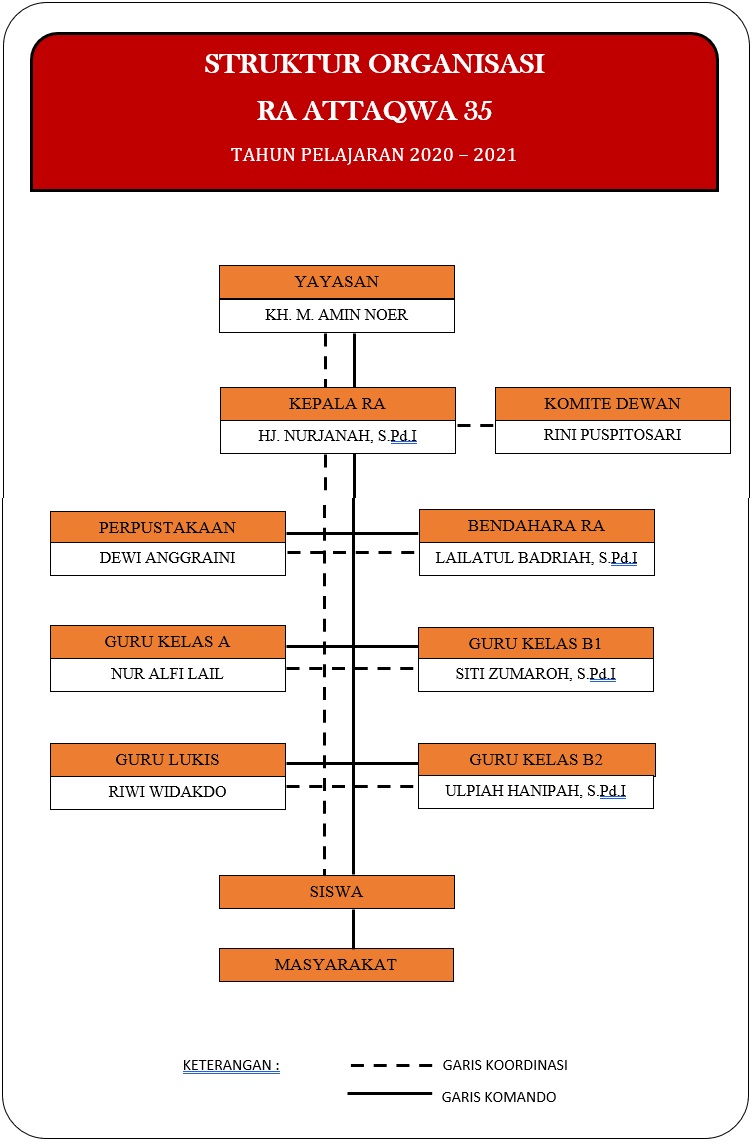 STRUKTUR ORGANISASI
RA ATTAQWA 35
TAHUN PELAJARAN 2020 – 2021
YAYASAN
KH. M. AMIN NOER
KEPALA RA
HJ. NURJANAH, S.Pd.I
KOMITE DEWAN
RINI PUSPITOSARI
PERPUSTAKAAN
DEWI ANGGRAINI
BENDAHARA RA
LAILATUL BADRIAH, S.Pd.I
GURU KELAS A
NUR ALFI LAIL
GURU KELAS B1
SITI ZUMAROH, S.Pd.I
GURU LUKIS
RIWI WIDAKDO
GURU KELAS B2
ULPIAH HANIPAH, S.Pd.I
SISWA
MASYARAKAT
KETERANGAN :
GARIS KOORDINASI
GARIS KOMANDO